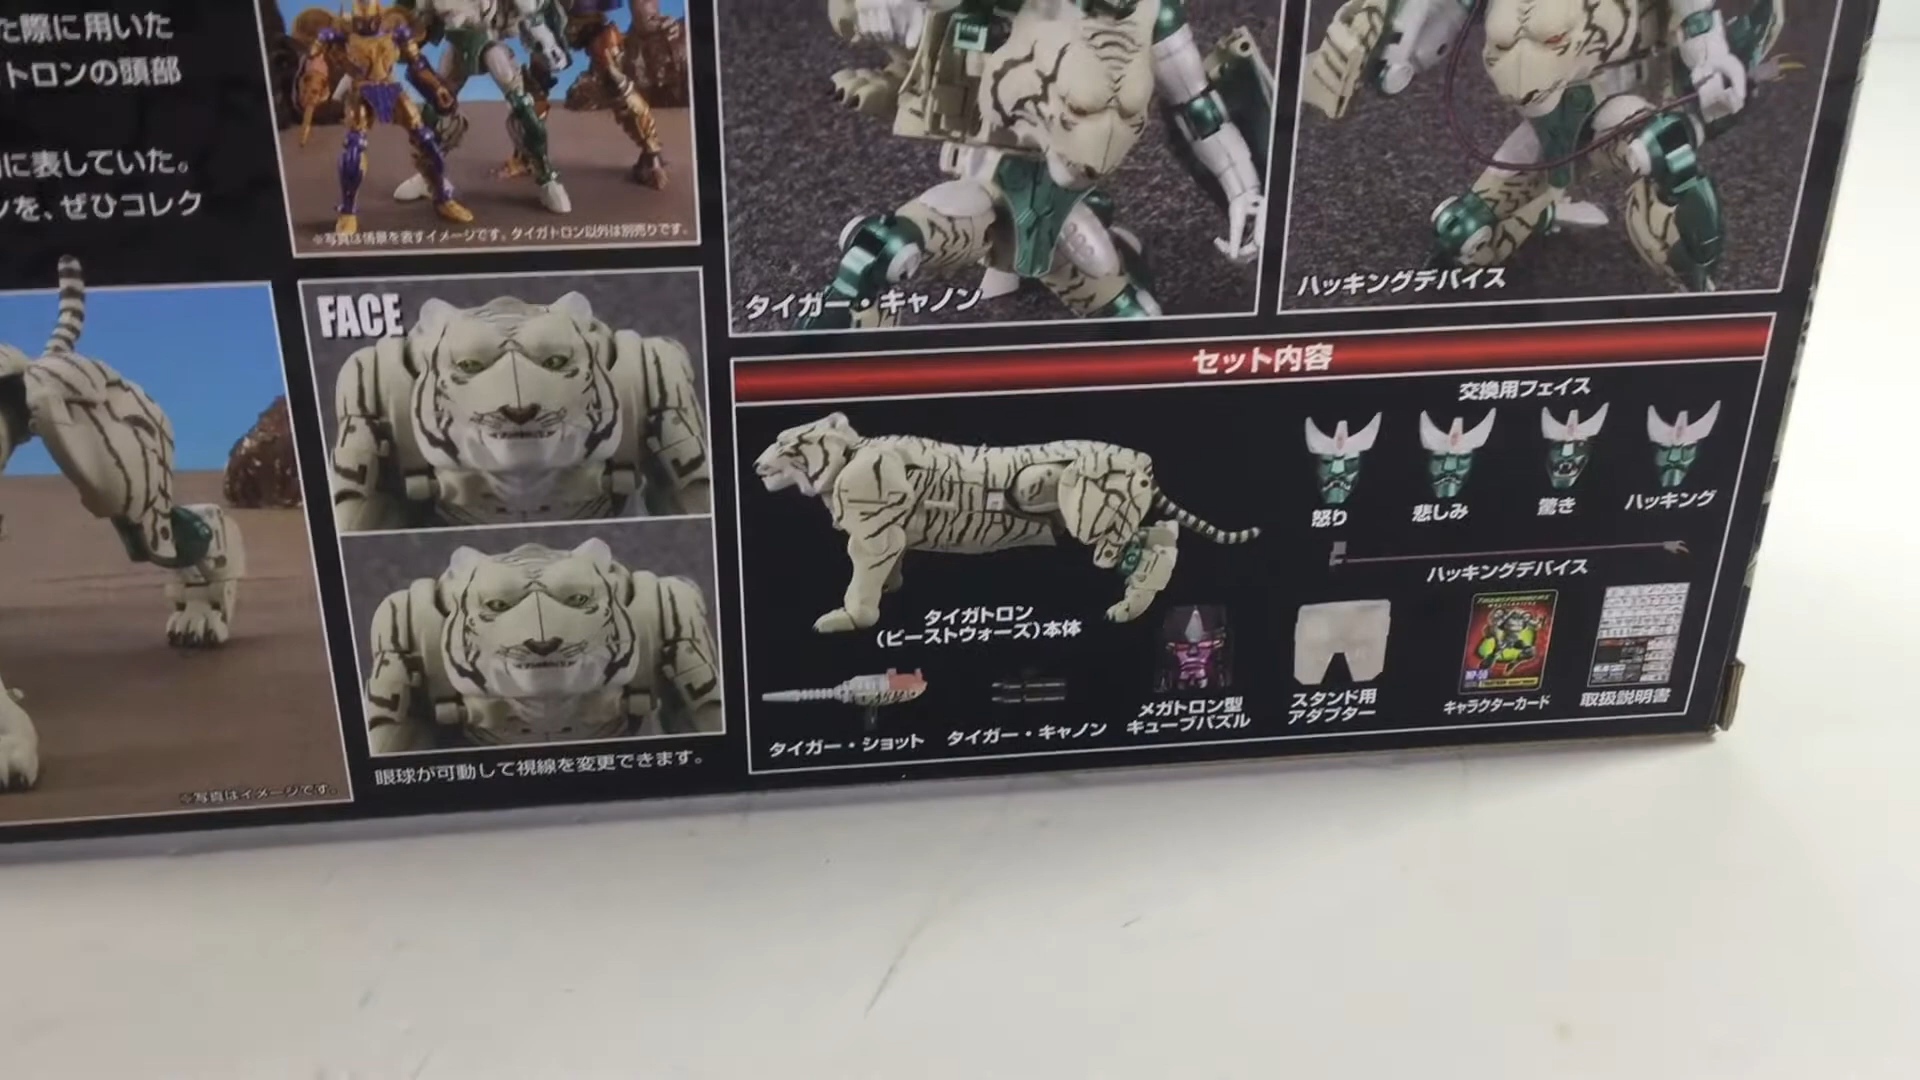 た際に用いた
トロンの頭部
に表していた。
ンを、ぜひコレク
※写真は情景を表すイメージです。タイガトロン以外は別売りです。
FACE
眼球が可動して視線を変更できます。
※写真はイメージです。
タイガー・キャノン
ハッキングデバイス
セット内容
交換用フェイス
怒り
悲しみ
驚き
ハッキング
ハッキングデバイス
タイガトロン
(ビーストウォーズ)本体
タイガー・ショット
タイガー・キャノン
メガトロン型
キューブパズル
スタンド用
アダプター
キャラクターカード
取扱説明書